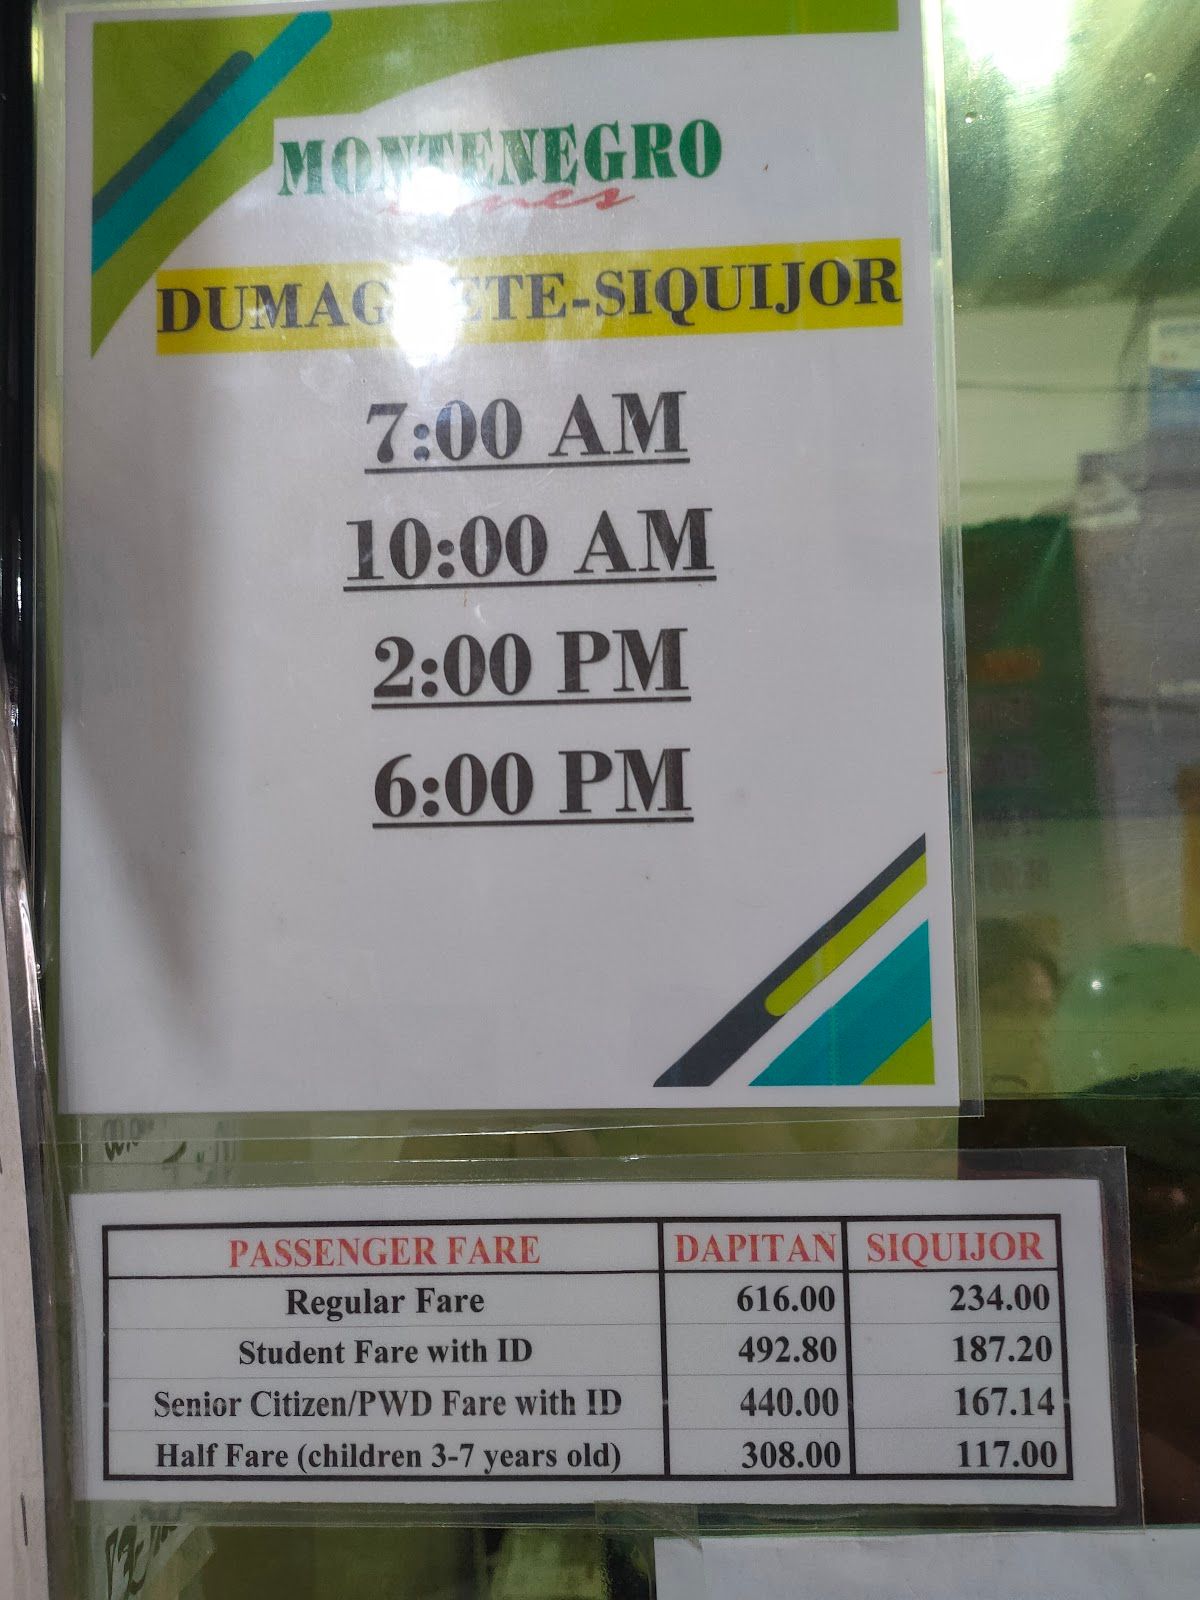 MONTENEGRO
DUMAGUETE-SIQUIJOR
7:00 AM
10:00 AM
2:00 PM
6:00 PM
PASSENGER FARE DAPITAN SIQUIJOR
Regular Fare 616.00 234.00
Student Fare with ID 492.80 187.20
Senior Citizen/PWD Fare with ID 440.00 167.14
Half Fare (children 3-7 years old) 308.00 117.00